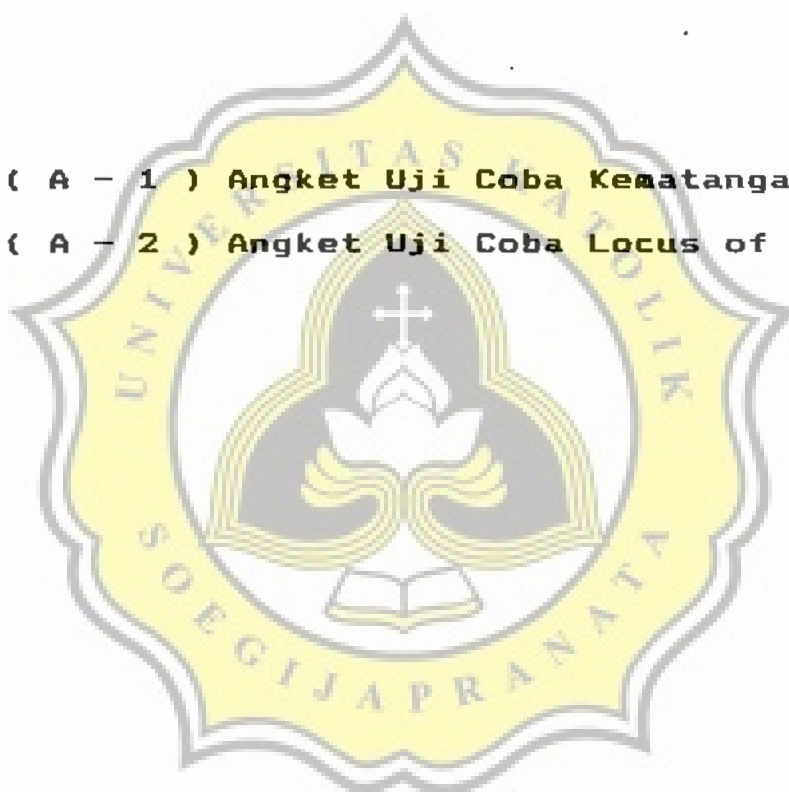 ( A - 1 ) Angket Uji Coba Kematanga
( A - 2 ) Angket Uji Coba Locus of
UNIVERSITAS KATOLIK
SOEGIJAPRANATA